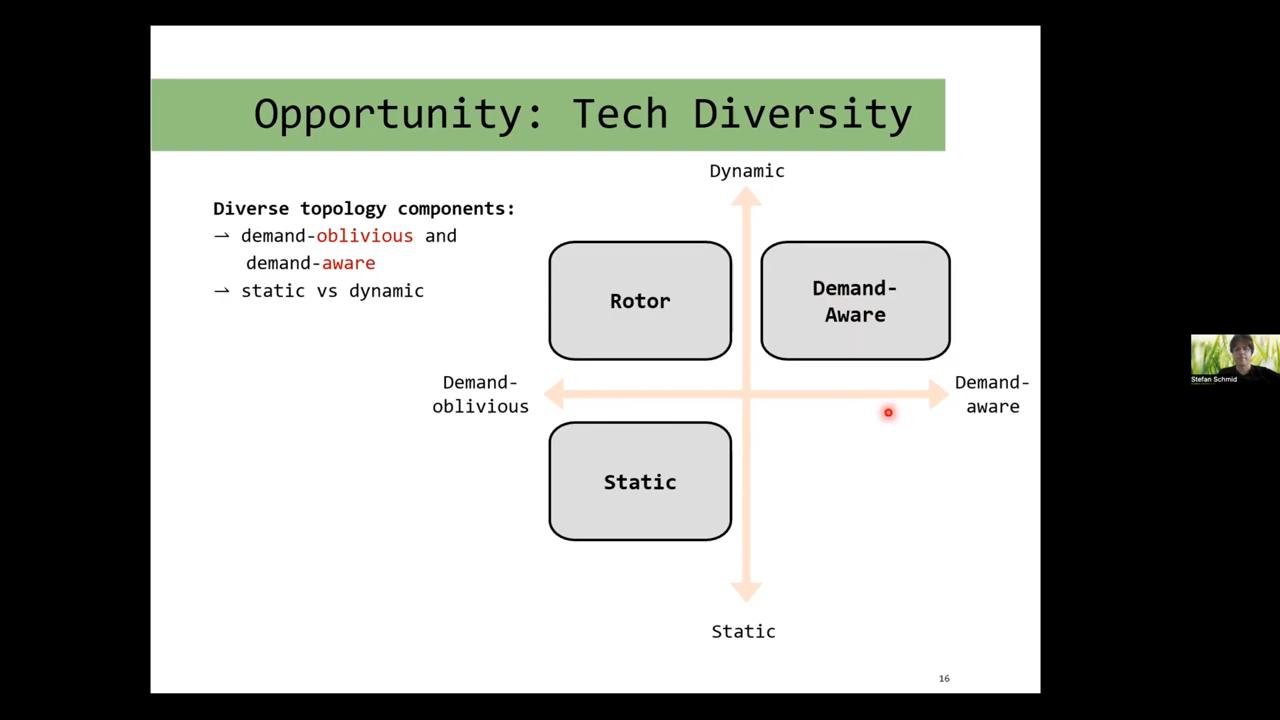 Opportunity: Tech Diversity
Diverse topology components:
→ demand-oblivious and
demand-aware
→ static vs dynamic
Dynamic
Rotor
Demand-
Aware
Demand-
oblivious
Demand-
aware
Static
Static
16
Stefan Schmid